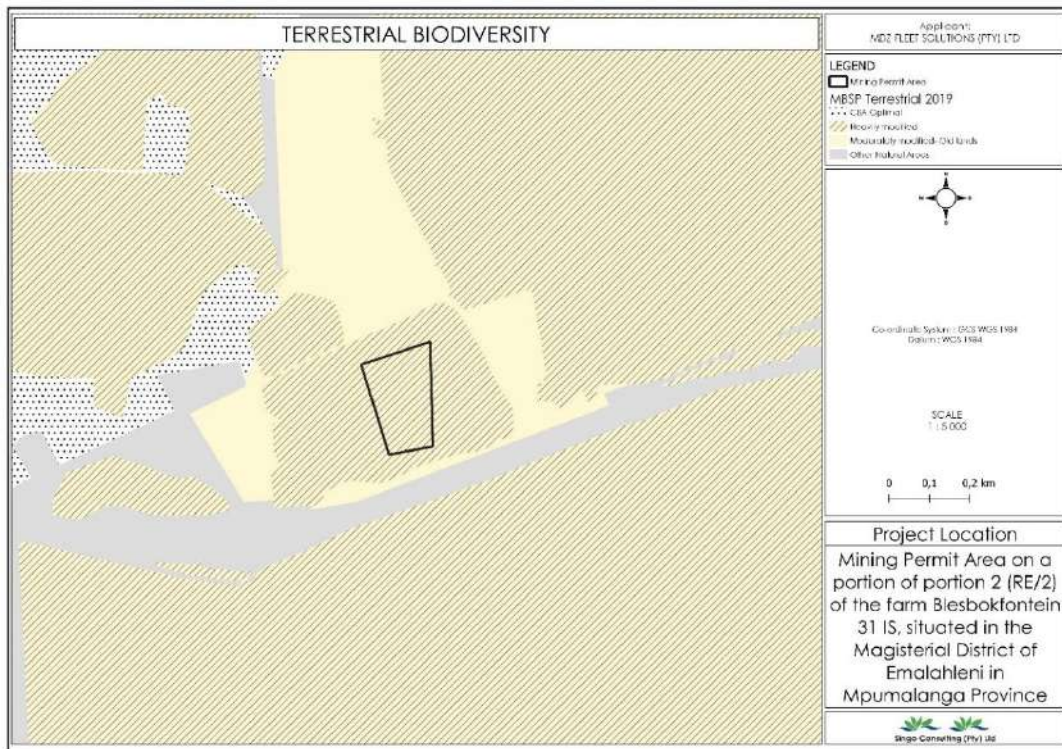 TERRESTRIAL BIODIVERSITY
Applicant:
MDZ FLEET SOLUTIONS (PTY) LTD
LEGEND
Mining Permit Area
MBSP Terrestrial 2019
CBA Optimal
Heavily modified
Moderately modified- Old lands
Other Natural Areas
N
W E
S
Co-ordinate System : GCS WGS 1984
Datum : WGS 1984
SCALE
1 : 5 000
0 0,1 0,2 km
Project Location
Mining Permit Area on a
portion of portion 2 (RE/2)
of the farm Blesbokfontein
31 IS, situated in the
Magisterial District of
Emalahleni in
Mpumalanga Province
Singo Consulting (Pty) Ltd